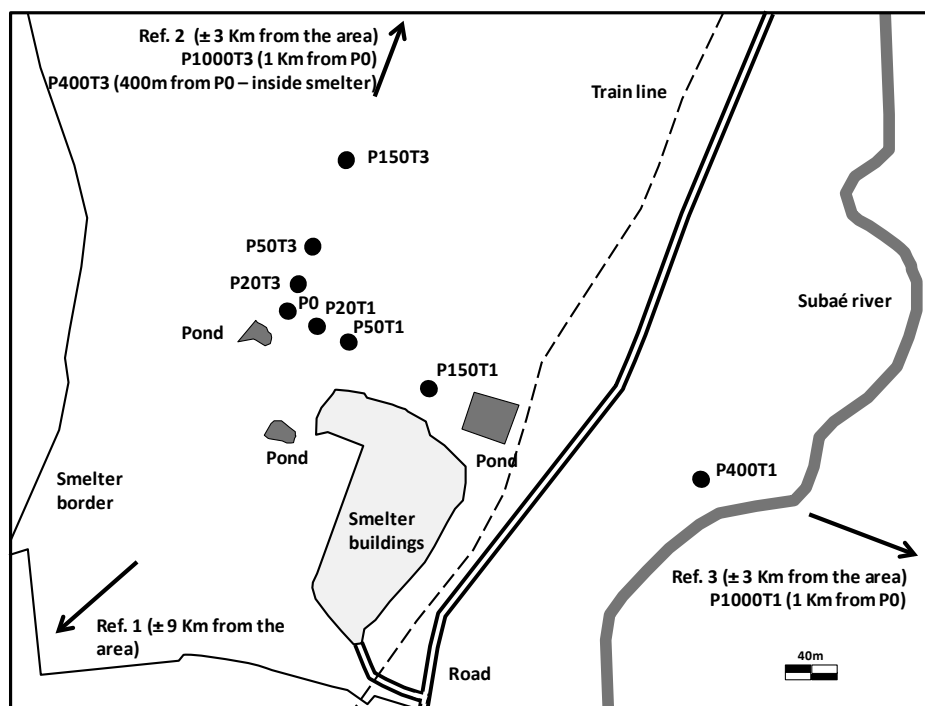 Ref. 2 (± 3 Km from the area)
P1000T3 (1 Km from P0)
P400T3 (400m from P0 – inside smelter)
Train line
P150T3
P50T3
P20T3
P0
P20T1
P50T1
Pond
Subaé river
P150T1
Pond
Pond
P400T1
Smelter
border
Smelter
buildings
Ref. 3 (± 3 Km from the area)
P1000T1 (1 Km from P0)
Ref. 1 (± 9 Km from the
area)
Road
40m